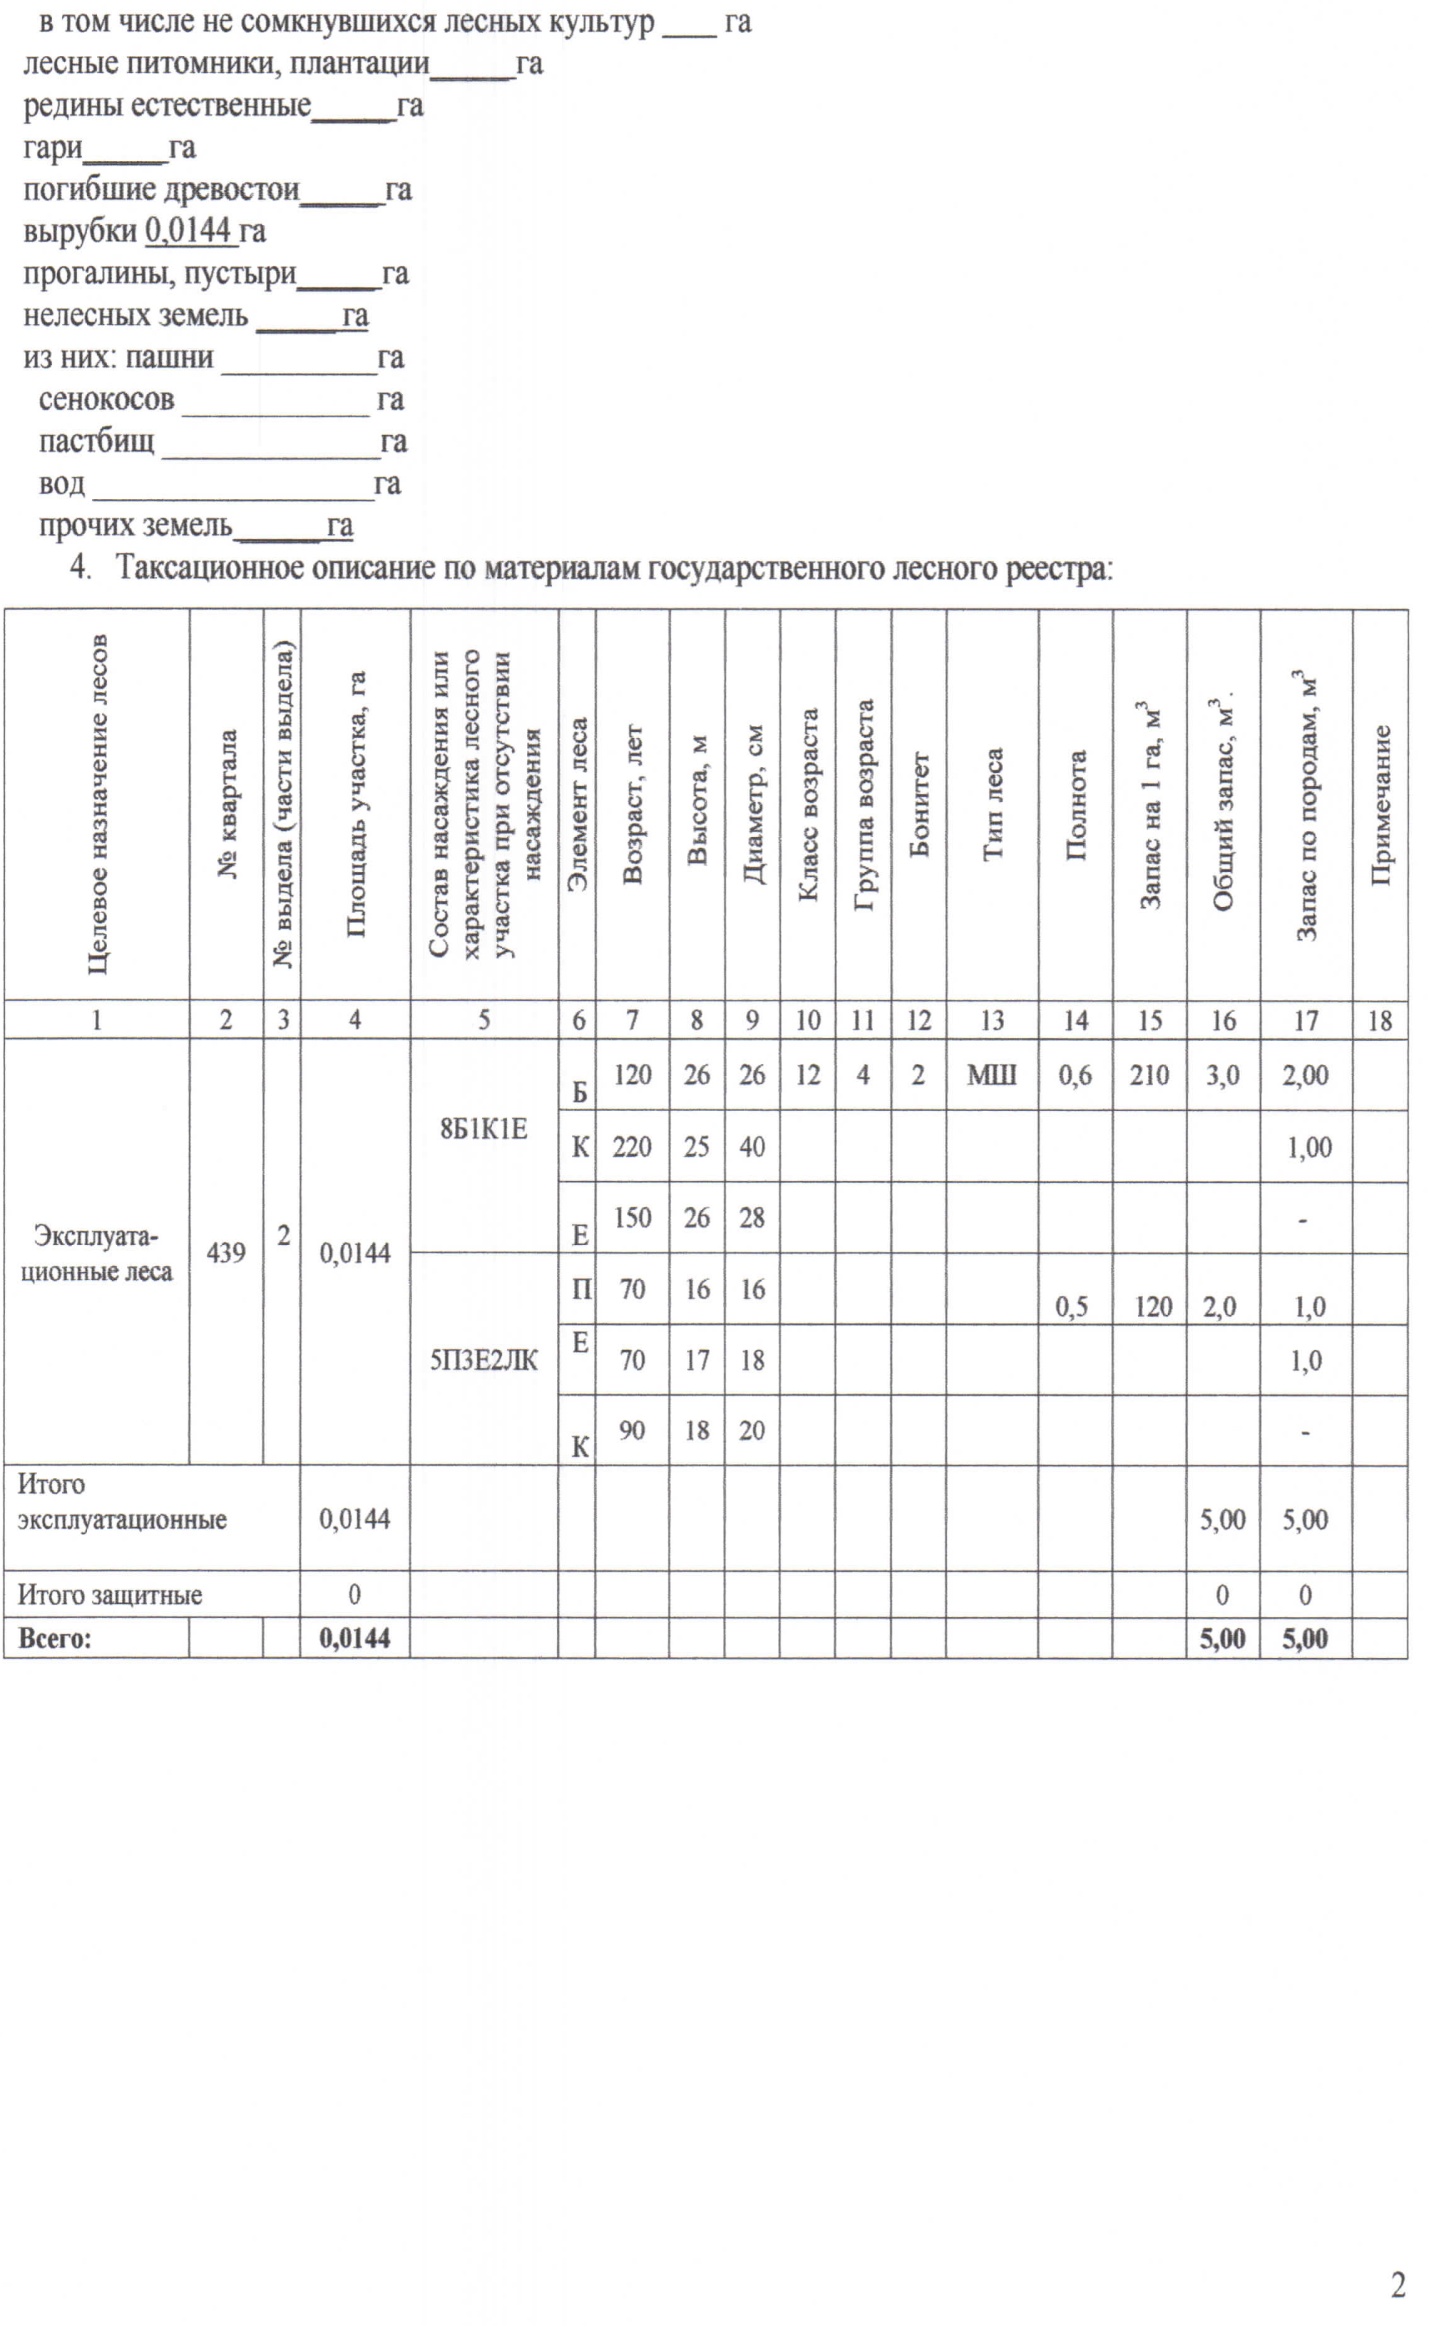 в том числе не сомкнувшихся лесных культур ____ га
лесные питомники, плантации______га
редины естественные______га
гари______га
погибшие древостои______га
вырубки 0,0144 га
прогалины, пустыри______га
нелесных земель ______га
из них: пашни ___________га
сенокосов _____________ га
пастбищ _______________га
вод ____________________га
прочих земель______га
4. Таксационное описание по материалам государственного лесного реестра:
Целевое назначение лесов
№ квартала
№ выдела (части выдела)
Площадь участка, га
Состав насаждения или
характеристика лесного
участка при отсутствии
насаждения
Элемент леса
Возраст, лет
Высота, м
Диаметр, см
Класс возраста
Группа возраста
Бонитет
Тип леса
Полнота
Запас на 1 га, м³
Общий запас, м³.
Запас по породам, м³
Примечание
1 2 3 4 5 6 7 8 9 10 11 12 13 14 15 16 17 18
Б 120 26 26 12 4 2 МШ 0,6 210 3,0 2,00
8Б1К1Е
К 220 25 40 1,00
Е 150 26 28 -
Эксплуата-
ционные леса
439 2 0,0144
П 70 16 16 0,5 120 2,0 1,0
5П3Е2ЛК
Е 70 17 18 1,0
К 90 18 20 -
Итого
эксплуатационные 0,0144 5,00 5,00
Итого защитные 0 0 0
Всего: 0,0144 5,00 5,00
2